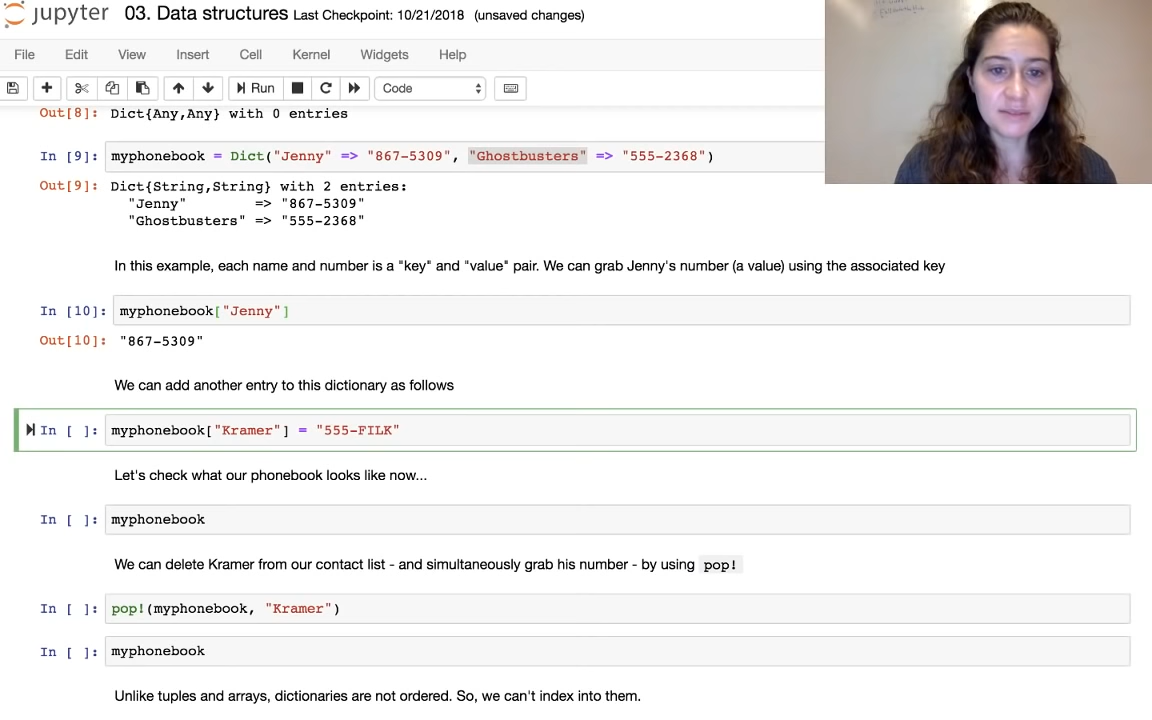 jupyter 03. Data structures Last Checkpoint: 10/21/2018 (unsaved changes)
File Edit View Insert Cell Kernel Widgets Help
Run Code
Out[8]: Dict{Any,Any} with 0 entries
In [9]: myphonebook = Dict("Jenny" => "867-5309", "Ghostbusters" => "555-2368")
Out[9]: Dict{String,String} with 2 entries:
"Jenny" => "867-5309"
"Ghostbusters" => "555-2368"
In this example, each name and number is a "key" and "value" pair. We can grab Jenny's number (a value) using the associated key
In [10]: myphonebook["Jenny"]
Out[10]: "867-5309"
We can add another entry to this dictionary as follows
In [ ]: myphonebook["Kramer"] = "555-FILK"
Let's check what our phonebook looks like now...
In [ ]: myphonebook
We can delete Kramer from our contact list - and simultaneously grab his number - by using pop!
In [ ]: pop!(myphonebook, "Kramer")
In [ ]: myphonebook
Unlike tuples and arrays, dictionaries are not ordered. So, we can't index into them.